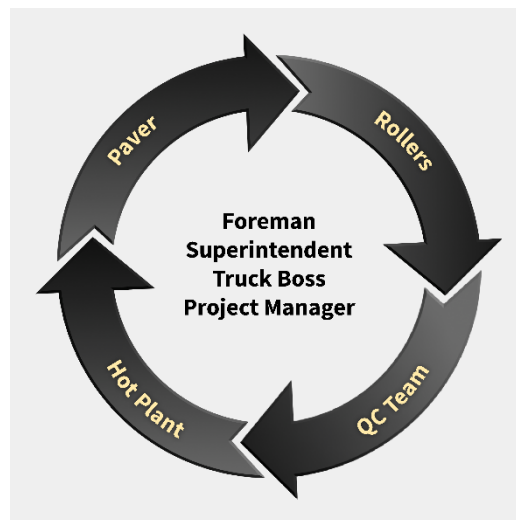 Paver
Rollers
Foreman
Superintendent
Truck Boss
Project Manager
Hot Plant
QC Team